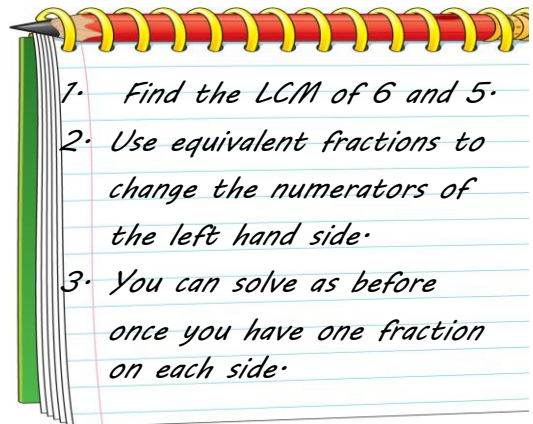 1. Find the LCM of 6 and 5.
2. Use equivalent fractions to
change the numerators of
the left hand side.
3. You can solve as before
once you have one fraction
on each side.